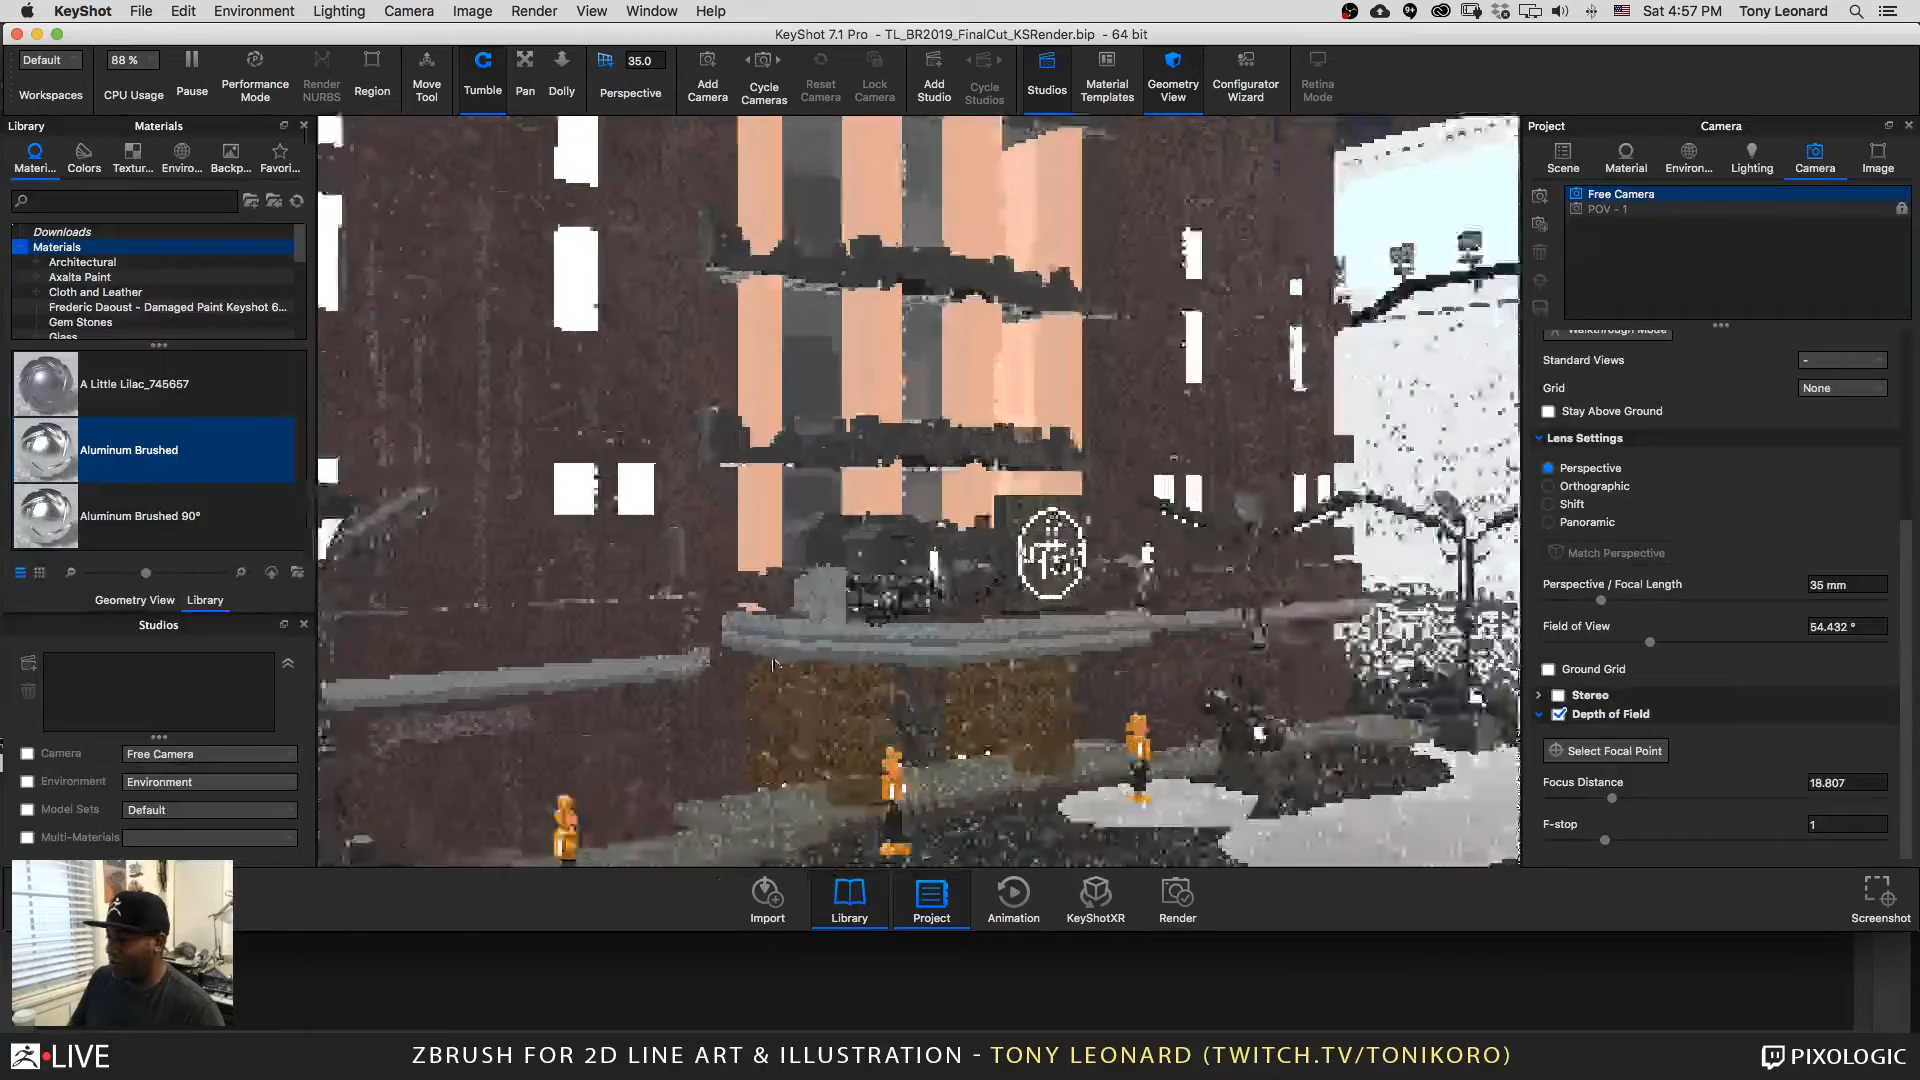 KeyShot File Edit Environment Lighting Camera Image Render View Window Help
9+ Sat 4:57 PM Tony Leonard
KeyShot 7.1 Pro - TL_BR2019_FinalCut_KSRender.bip - 64 bit
Default
Workspaces
88 %
CPU Usage
Pause
Performance Mode
Render NURBS
Region
Move Tool
Tumble
Pan
Dolly
35.0
Perspective
Add Camera
Cycle Cameras
Reset Camera
Lock Camera
Add Studio
Cycle Studios
Studios
Material Templates
Geometry View
Configurator Wizard
Retina Mode
Library Materials
Materi... Colors Textur... Enviro... Backp... Favori...
Downloads
Materials
Architectural
Axalta Paint
Cloth and Leather
Frederic Daoust - Damaged Paint Keyshot 6...
Gem Stones
Glass
A Little Lilac_745657
Aluminum Brushed
Aluminum Brushed 90°
Geometry View Library
Studios
Camera Free Camera
Environment Environment
Model Sets Default
Multi-Materials
Project Camera
Scene Material Environ... Lighting Camera Image
Free Camera
POV - 1
Walkthrough Mode
Standard Views -
Grid None
Stay Above Ground
Lens Settings
Perspective
Orthographic
Shift
Panoramic
Match Perspective
Perspective / Focal Length 35 mm
Field of View 54.432 °
Ground Grid
Stereo
Depth of Field
Select Focal Point
Focus Distance 18.807
F-stop 1
Import Library Project Animation KeyShotXR Render Screenshot
LIVE ZBRUSH FOR 2D LINE ART & ILLUSTRATION - TONY LEONARD (TWITCH.TV/TONIKORO) PIXOLOGIC